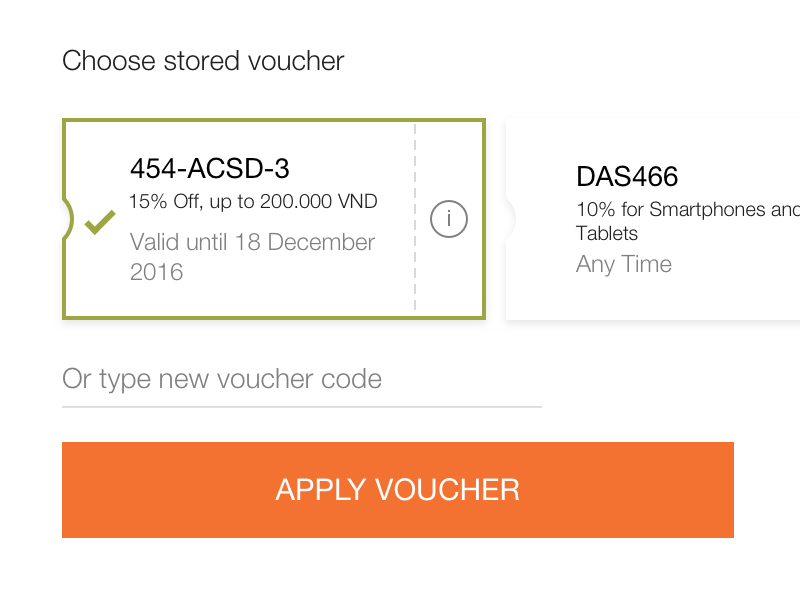 Choose stored voucher
454-ACSD-3
15% Off, up to 200.000 VND
Valid until 18 December
2016
i
DAS466
10% for Smartphones and
Tablets
Any Time
Or type new voucher code
APPLY VOUCHER